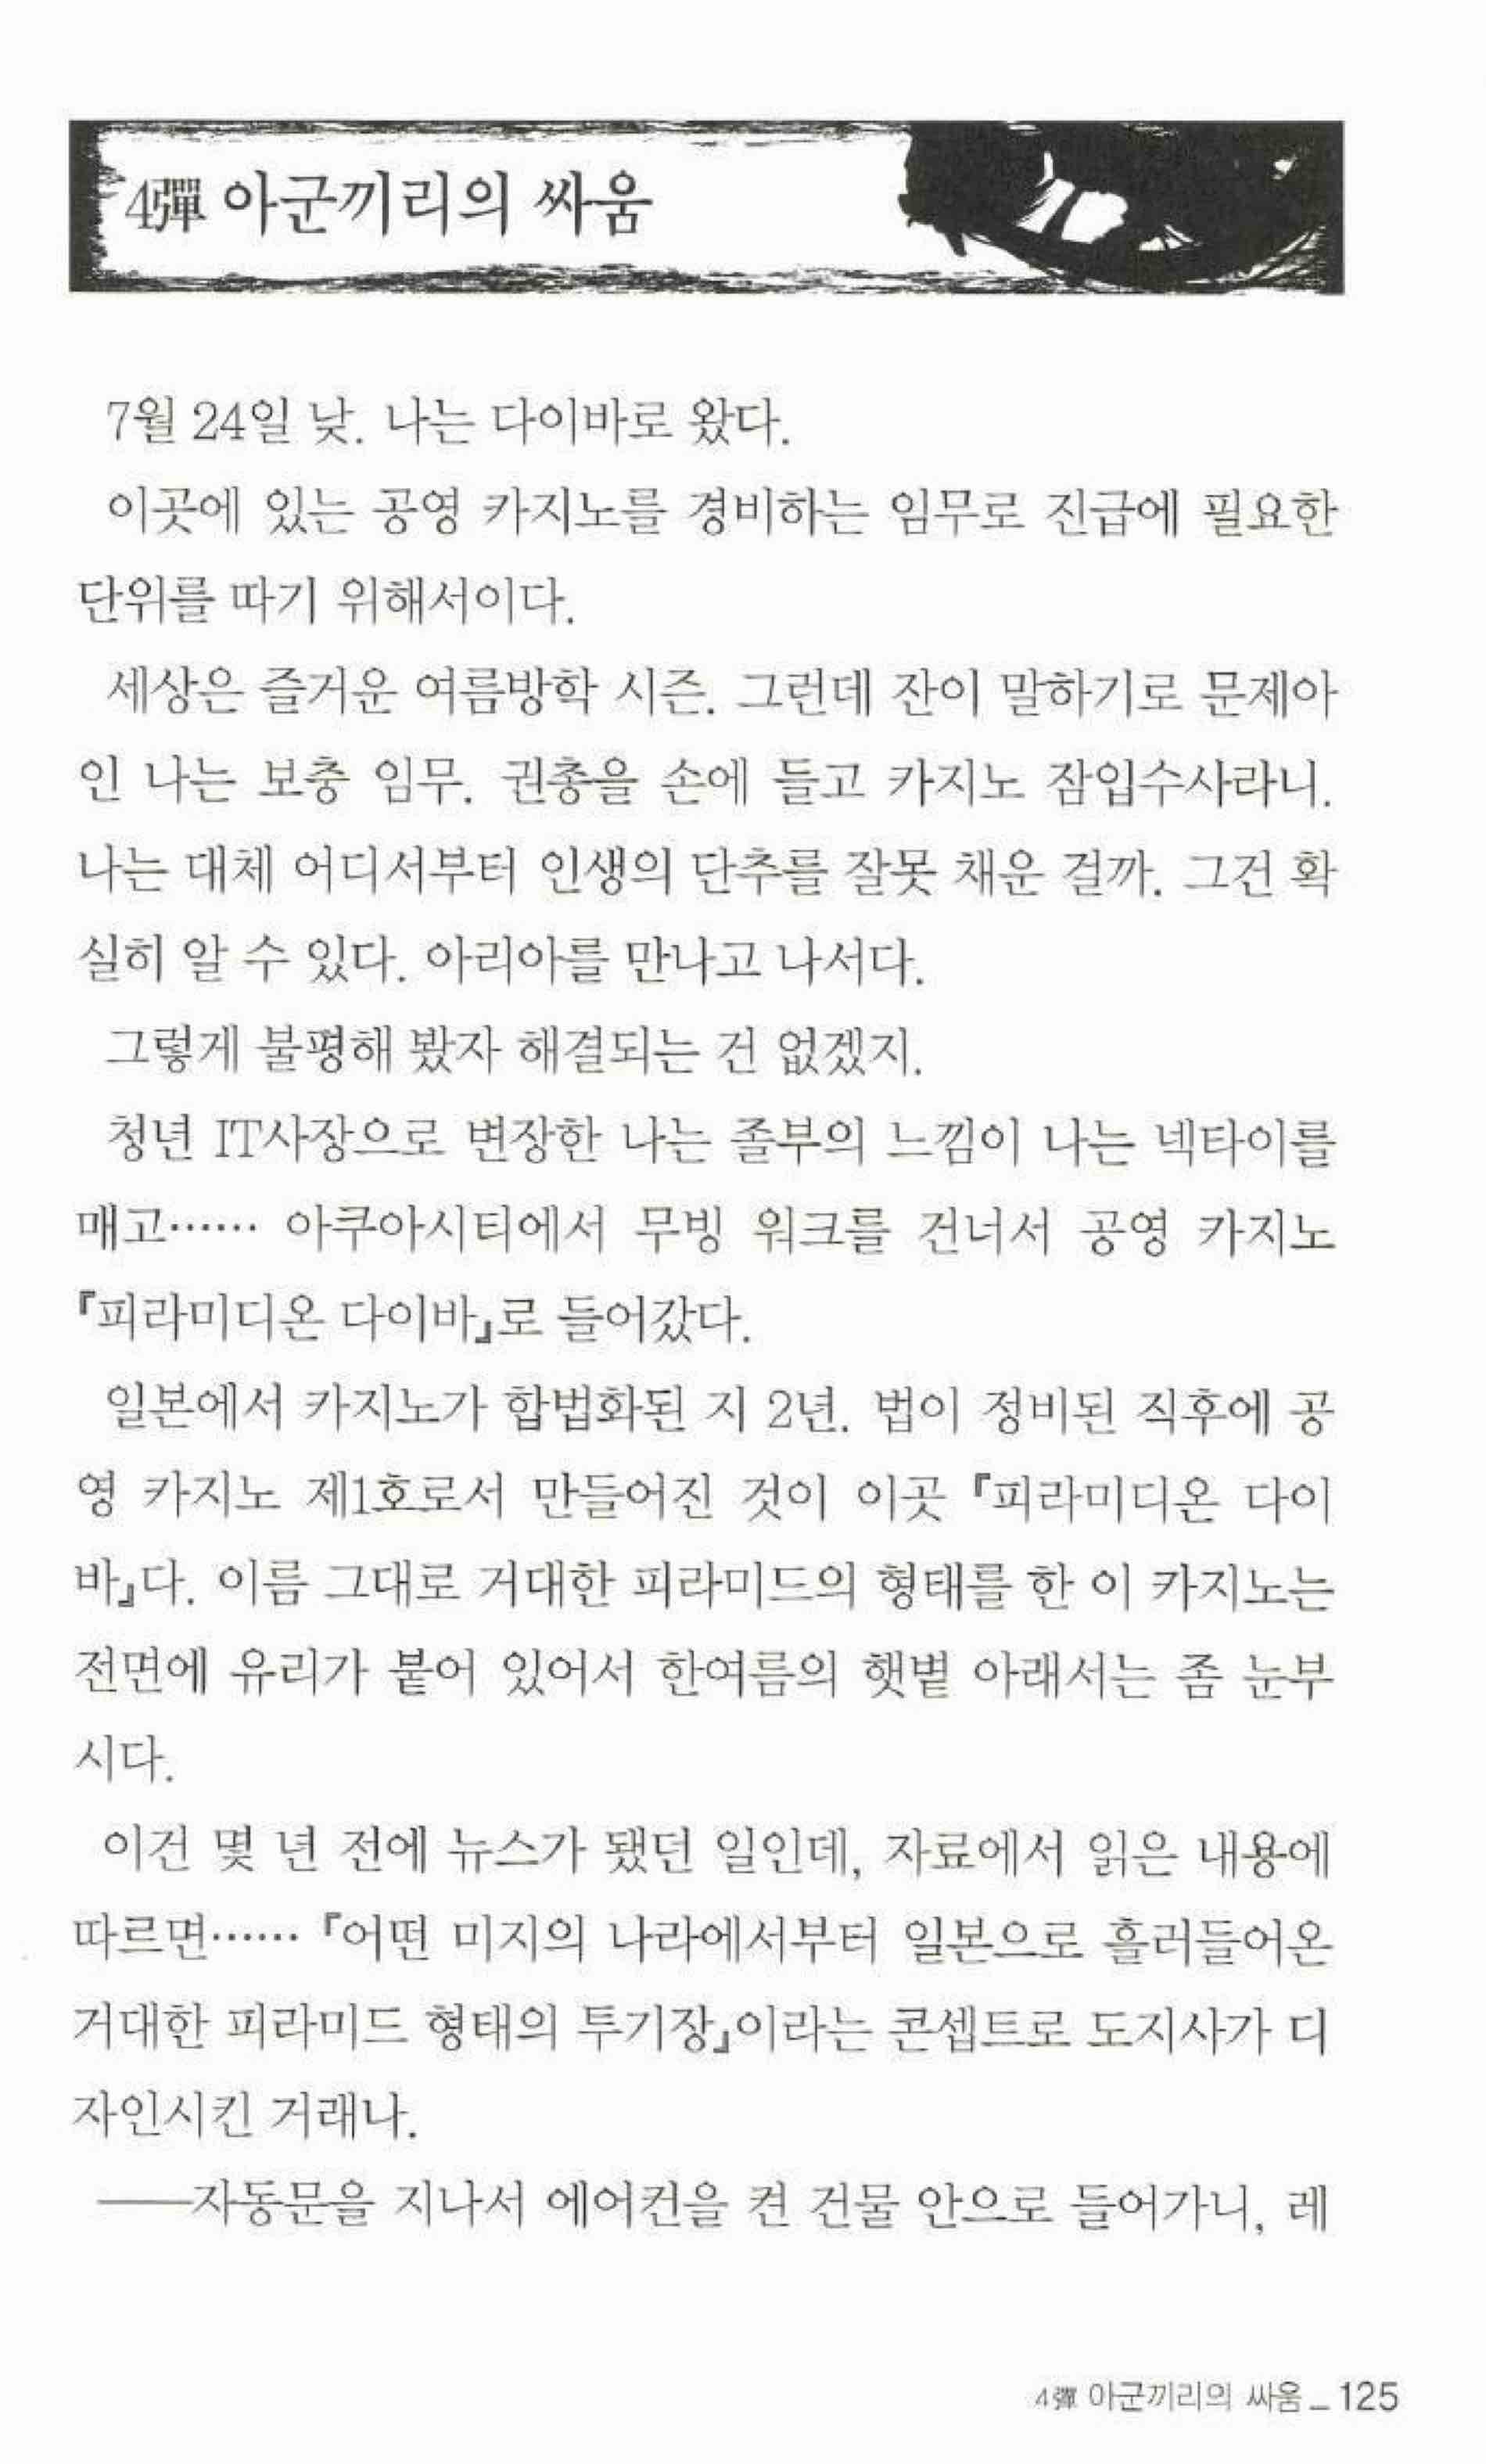 4彈 아군끼리의 싸움
7월 24일 낮. 나는 다이바로 왔다.
이곳에 있는 공영 카지노를 경비하는 임무로 진급에 필요한
단위를 따기 위해서이다.
세상은 즐거운 여름방학 시즌. 그런데 잔이 말하기로 문제아
인 나는 보충 임무. 권총을 손에 들고 카지노 잠입수사라니.
나는 대체 어디서부터 인생의 단추를 잘못 채운 걸까. 그건 확
실히 알 수 있다. 아리아를 만나고 나서다.
그렇게 불평해 봤자 해결되는 건 없겠지.
청년 IT사장으로 변장한 나는 졸부의 느낌이 나는 넥타이를
매고…… 아쿠아시티에서 무빙 워크를 건너서 공영 카지노
『피라미디온 다이바』로 들어갔다.
일본에서 카지노가 합법화된 지 2년. 법이 정비된 직후에 공
영 카지노 제1호로서 만들어진 것이 이곳 『피라미디온 다이
바』다. 이름 그대로 거대한 피라미드의 형태를 한 이 카지노는
전면에 유리가 붙어 있어서 한여름의 햇볕 아래서는 좀 눈부
시다.
이건 몇 년 전에 뉴스가 됐던 일인데, 자료에서 읽은 내용에
따르면…… 『어떤 미지의 나라에서부터 일본으로 흘러들어온
거대한 피라미드 형태의 투기장』이라는 콘셉트로 도지사가 디
자인시킨 거래나.
──자동문을 지나서 에어컨을 켠 건물 안으로 들어가니, 레
4彈 아군끼리의 싸움 _ 125